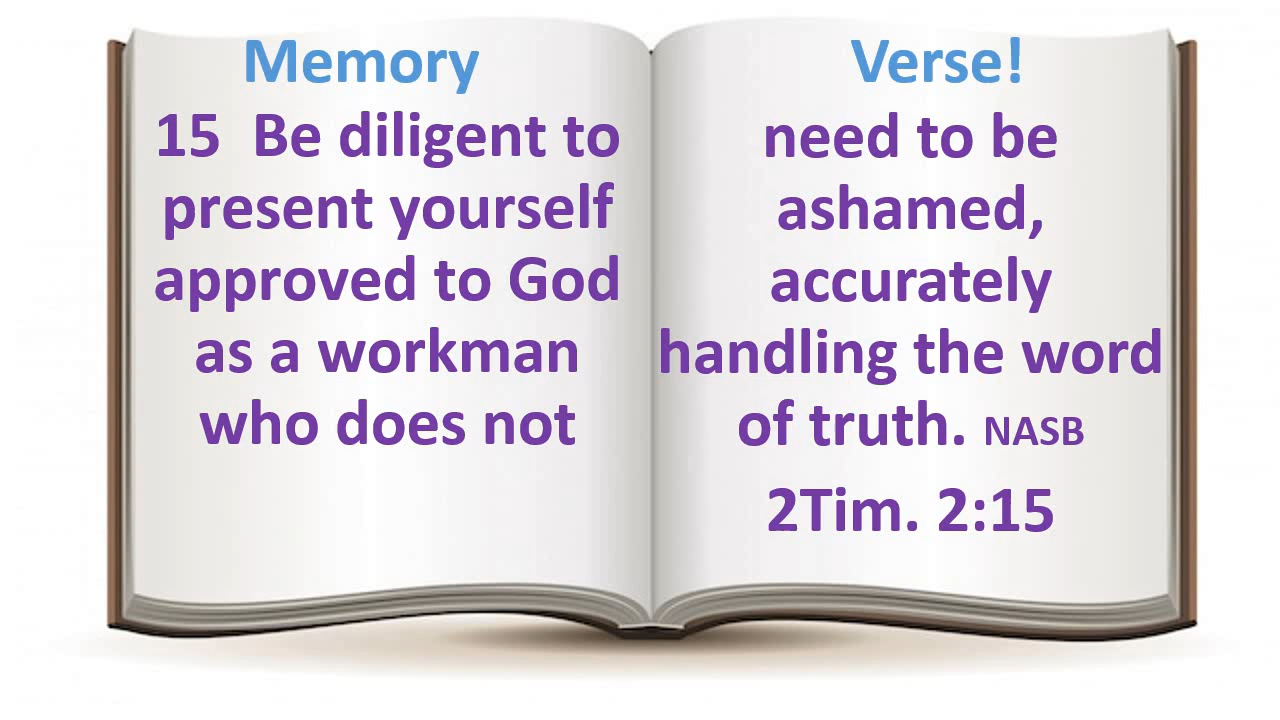 Memory Verse!
15  Be diligent to
present yourself
approved to God
as a workman
who does not
need to be
ashamed,
accurately
handling the word
of truth. NASB
2Tim. 2:15